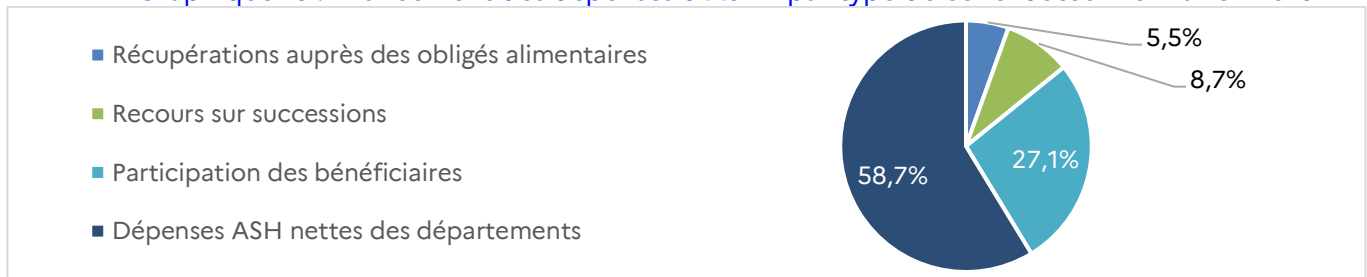 Récupérations auprès des obligés alimentaires
Recours sur successions
Participation des bénéficiaires
Dépenses ASH nettes des départements
5,5%
8,7%
27,1%
58,7%